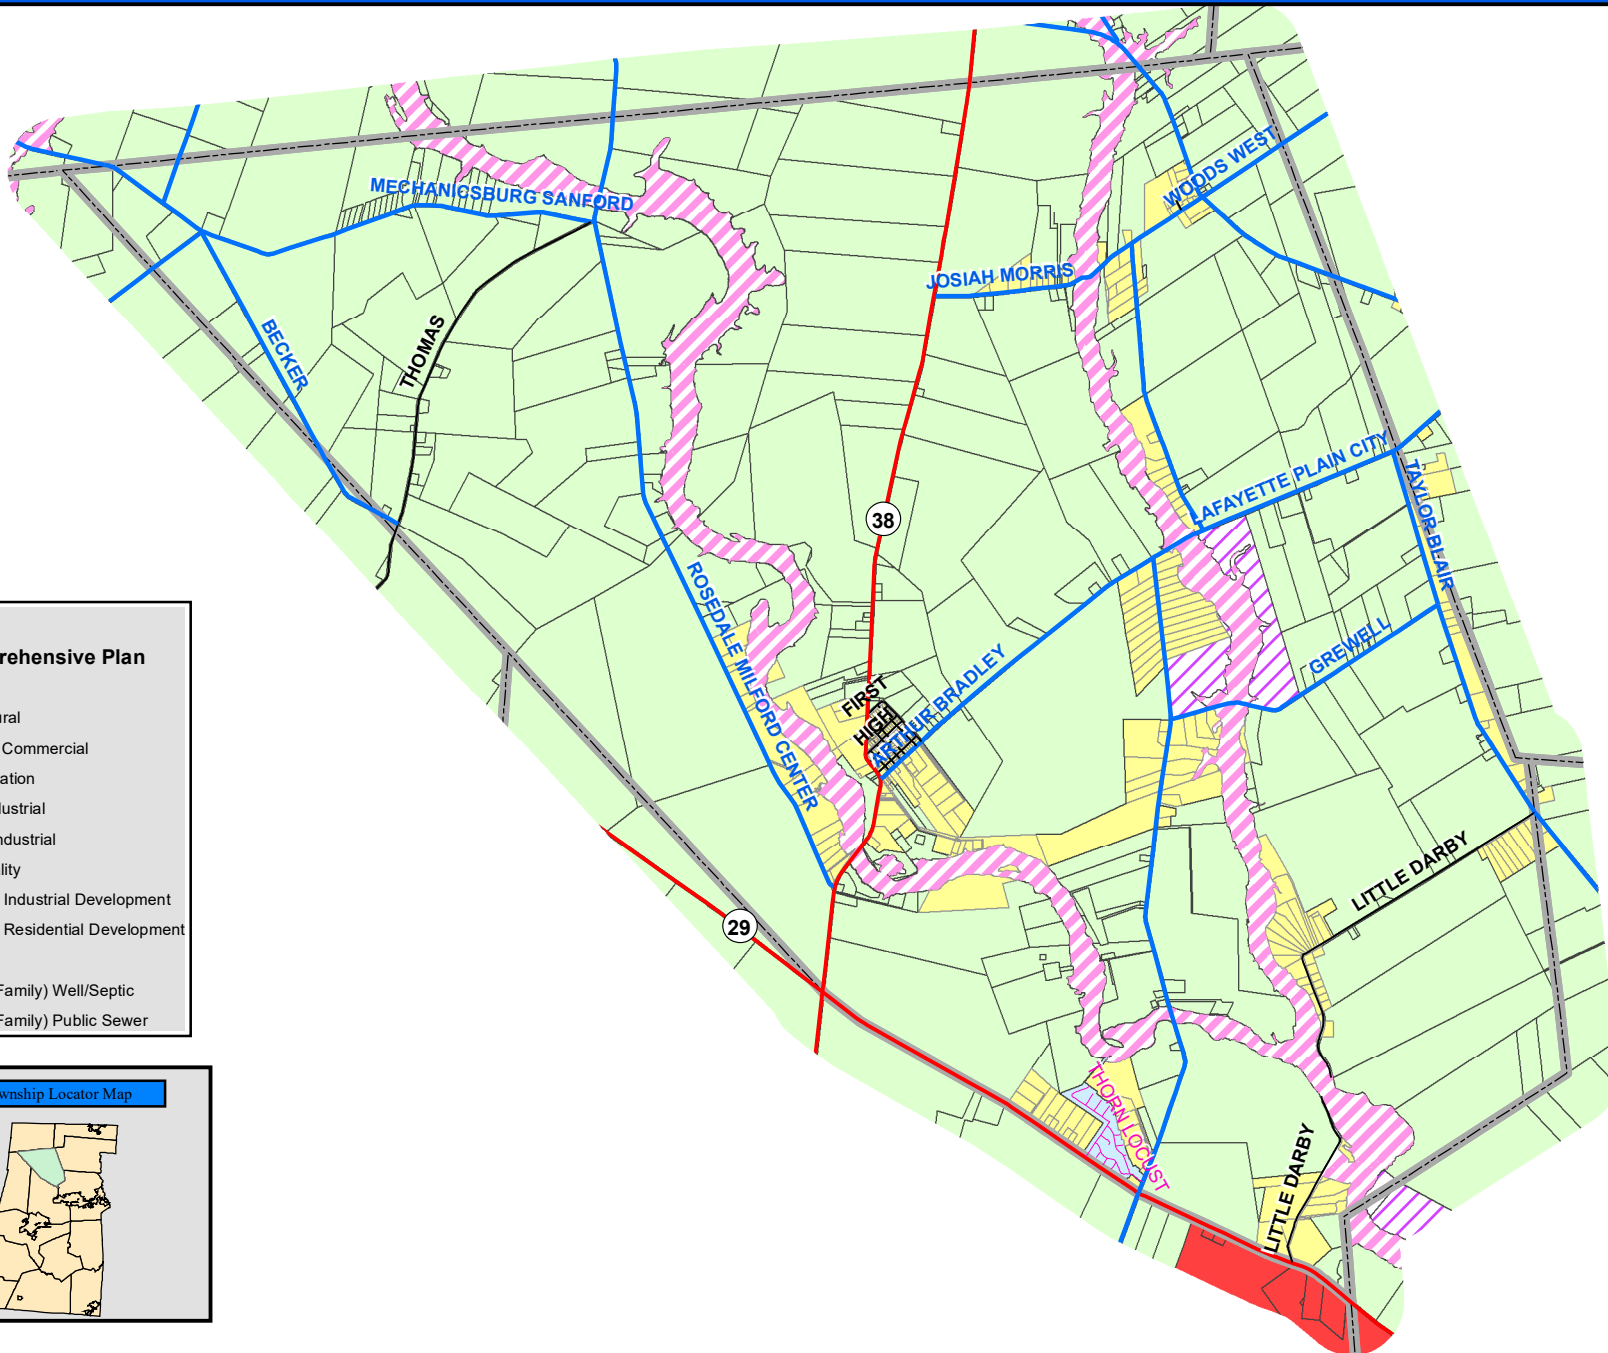 WOODS WEST
MECHANICSBURG SANFORD
JOSIAH MORRIS
BECKER
THOMAS
LAFAYETTE PLAIN CITY
TAYLOR BLAIR
38
ROSEDALE MILFORD CENTER
GREWELL
FIRST
HIGH
ARTHUR BRADLEY
LITTLE DARBY
29
THORN LOCUST
LITTLE DARBY
rehensive Plan
ural
Commercial
ation
dustrial
ndustrial
lity
Industrial Development
Residential Development
Family) Well/Septic
Family) Public Sewer
wnship Locator Map